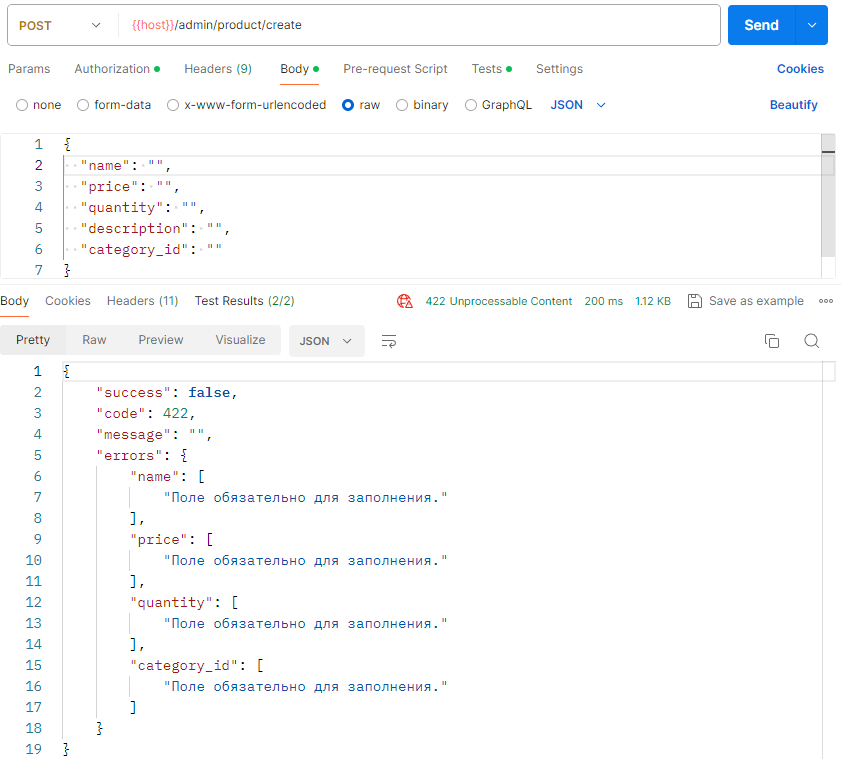 POST {{host}}/admin/product/create Send
Params Authorization Headers (9) Body Pre-request Script Tests Settings Cookies
none form-data x-www-form-urlencoded raw binary GraphQL JSON Beautify
1 {
2 "name": "",
3 "price": "",
4 "quantity": "",
5 "description": "",
6 "category_id": ""
7 }
Body Cookies Headers (11) Test Results (2/2) 422 Unprocessable Content 200 ms 1.12 KB Save as example
Pretty Raw Preview Visualize JSON
1 {
2 "success": false,
3 "code": 422,
4 "message": "",
5 "errors": {
6 "name": [
7 "Поле обязательно для заполнения."
8 ],
9 "price": [
10 "Поле обязательно для заполнения."
11 ],
12 "quantity": [
13 "Поле обязательно для заполнения."
14 ],
15 "category_id": [
16 "Поле обязательно для заполнения."
17 ]
18 }
19 }